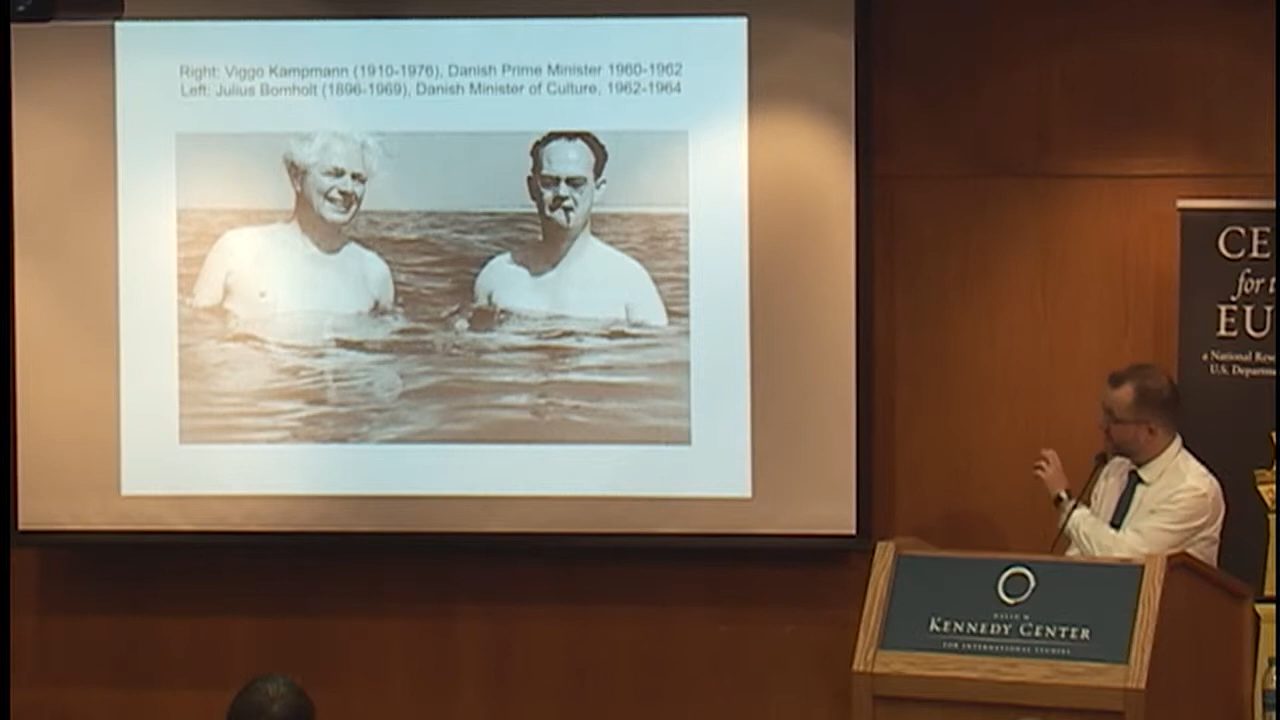 Right: Viggo Kampmann (1910-1976), Danish Prime Minister 1960-1962
Left: Julius Bomholt (1896-1969), Danish Minister of Culture, 1962-1964
CE
for t
EU
a National Res
U.S. Departm
DAVID M.
KENNEDY CENTER
FOR INTERNATIONAL STUDIES